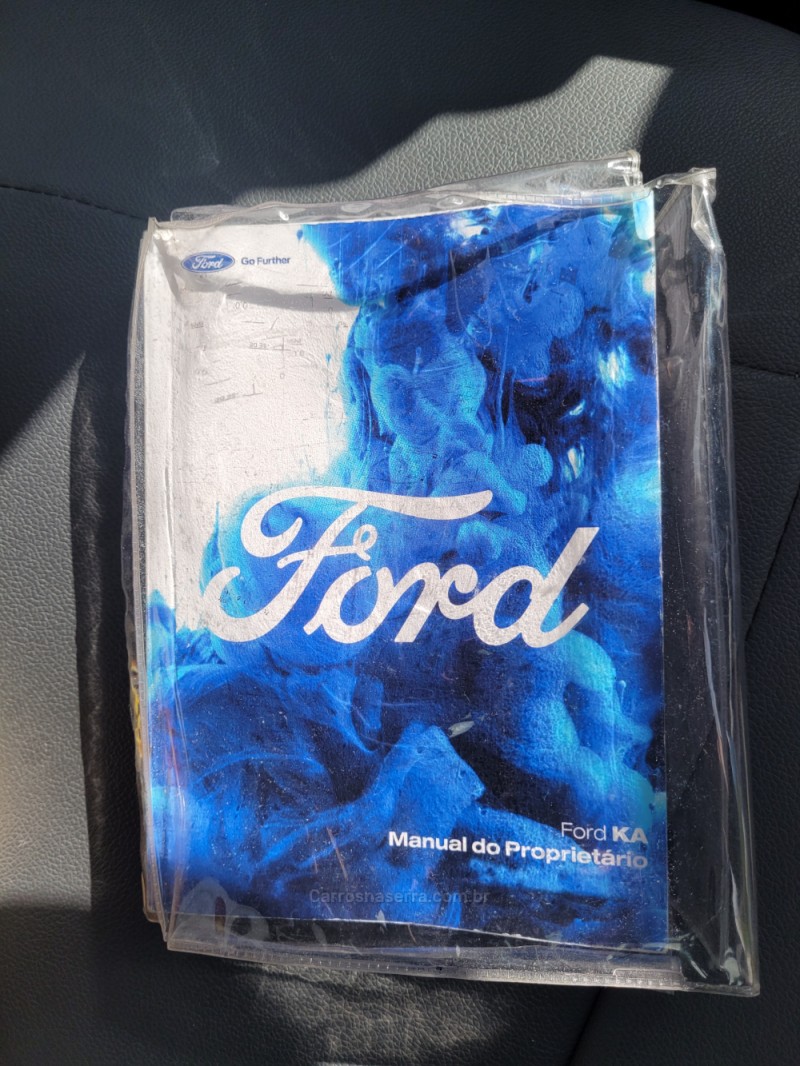 Ford Go Further
Ford
Ford KA
Manual do Proprietário
Carrosnaserra.com.br